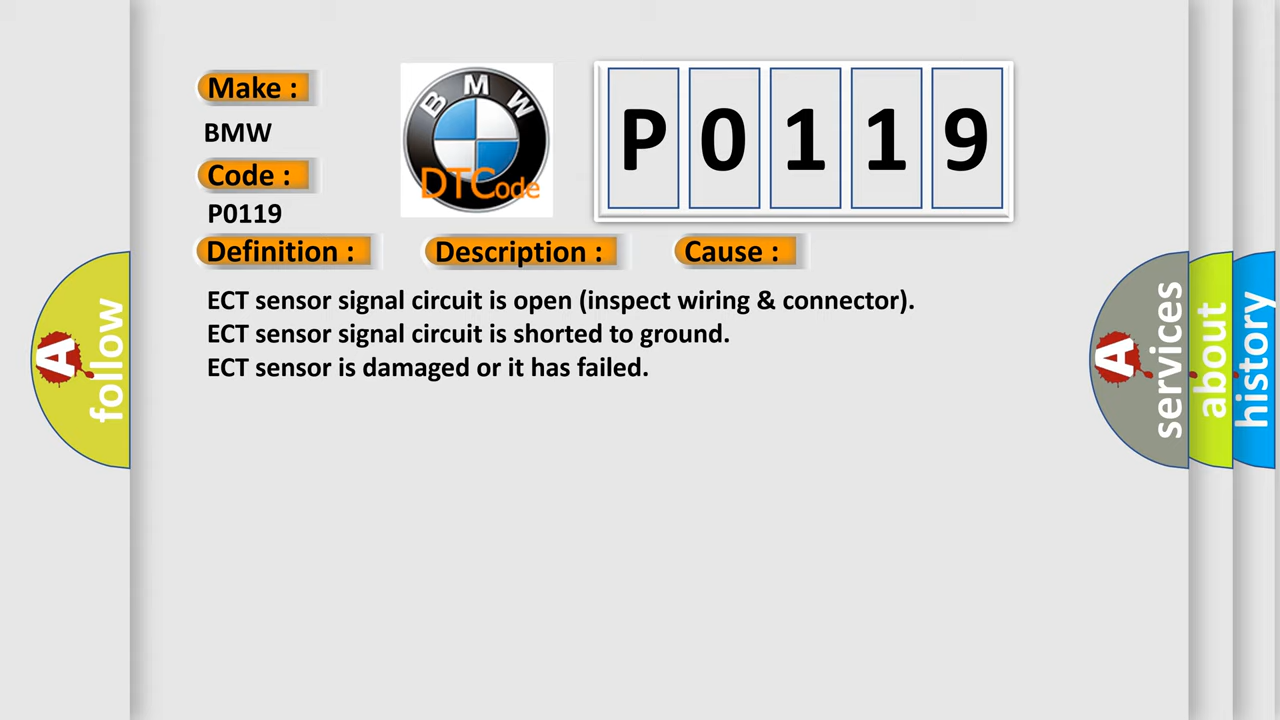 Make :
BMW
Code :
P0119
BMW
DTCode
P0119
Definition :
Description :
Cause :
ECT sensor signal circuit is open (inspect wiring & connector).
ECT sensor signal circuit is shorted to ground.
ECT sensor is damaged or it has failed.
A
follow
A
services
about
history